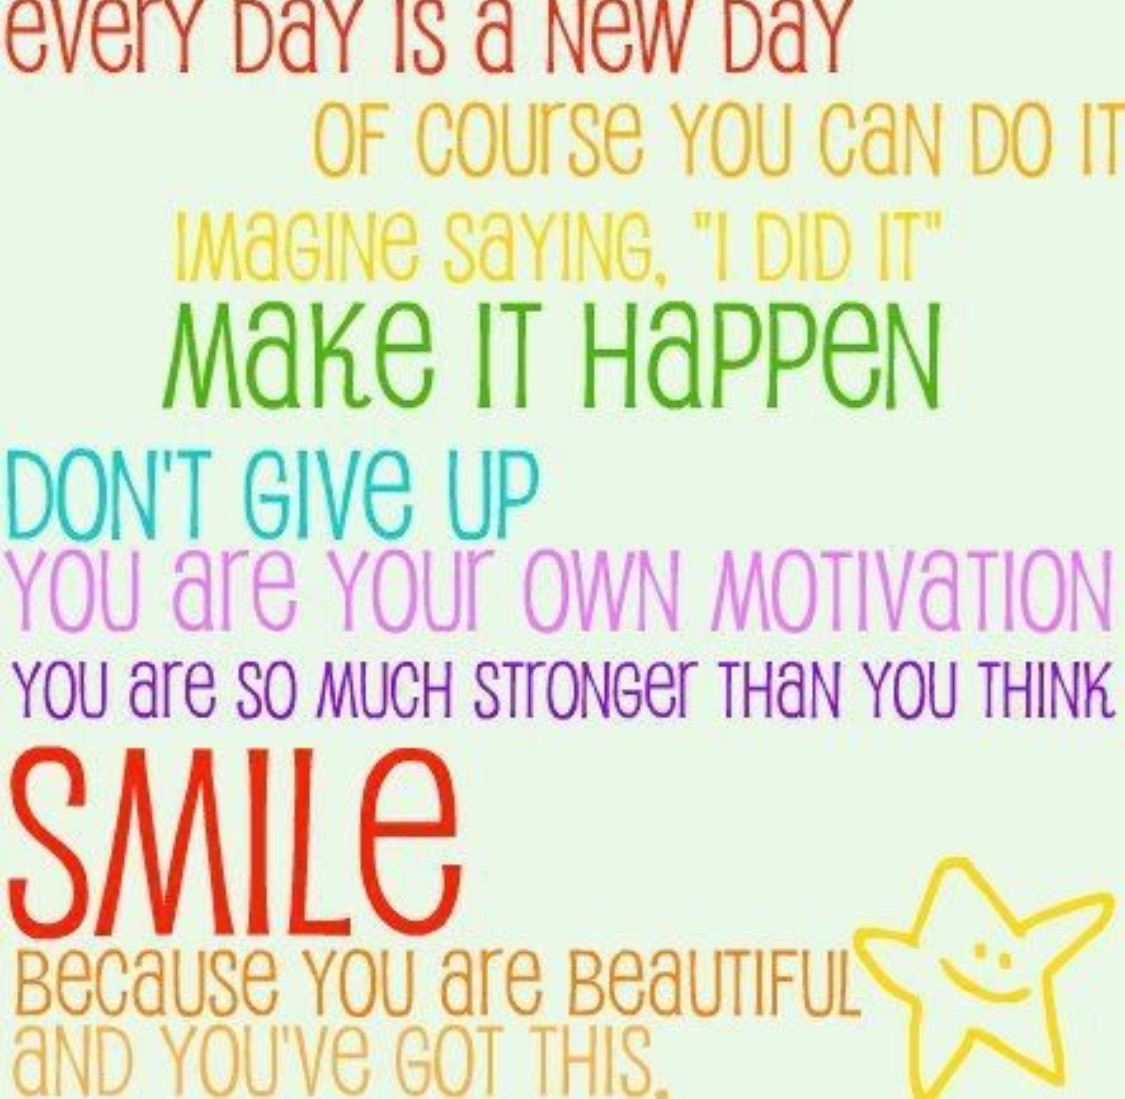 every Day is a New Day
OF course you can do it
Imagine saying, "I did it"
Make it Happen
Don't give up
You are your own motivation
You are so much stronger than you think
Smile
Because you are beautiful
and you've got this.